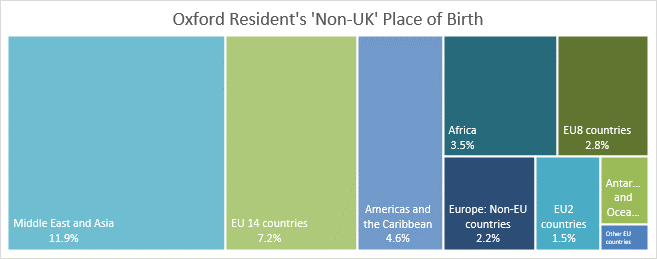 Oxford Resident's 'Non-UK' Place of Birth
Middle East and Asia
11.9%
EU 14 countries
7.2%
Americas and
the Caribbean
4.6%
Africa
3.5%
EU8 countries
2.8%
Europe: Non-EU
countries
2.2%
EU2
countries
1.5%
Antar...
and
Ocea...
Other EU
countries